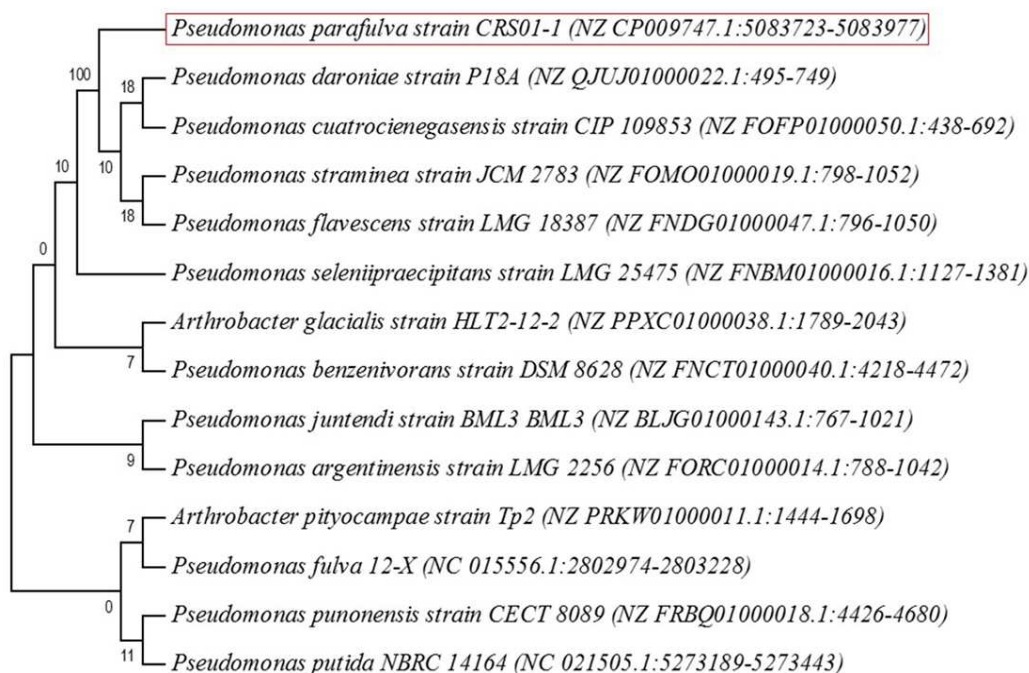 Pseudomonas parafulva strain CRS01-1 (NZ CP009747.1:5083723-5083977)
100
18
Pseudomonas daroniae strain P18A (NZ QJUJ01000022.1:495-749)
Pseudomonas cuatrocienegasensis strain CIP 109853 (NZ FOFP01000050.1:438-692)
10
10
Pseudomonas straminea strain JCM 2783 (NZ FOMO01000019.1:798-1052)
18
Pseudomonas flavescens strain LMG 18387 (NZ FNDG01000047.1:796-1050)
0
Pseudomonas seleniipraecipitans strain LMG 25475 (NZ FNBM01000016.1:1127-1381)
Arthrobacter glacialis strain HLT2-12-2 (NZ PPXC01000038.1:1789-2043)
7
Pseudomonas benzenivorans strain DSM 8628 (NZ FNCT01000040.1:4218-4472)
Pseudomonas juntendi strain BML3 BML3 (NZ BLJG01000143.1:767-1021)
9
Pseudomonas argentinensis strain LMG 2256 (NZ FORC01000014.1:788-1042)
7
Arthrobacter pityocampae strain Tp2 (NZ PRKW01000011.1:1444-1698)
Pseudomonas fulva 12-X (NC 015556.1:2802974-2803228)
0
Pseudomonas punonensis strain CECT 8089 (NZ FRBQ01000018.1:4426-4680)
11
Pseudomonas putida NBRC 14164 (NC 021505.1:5273189-5273443)